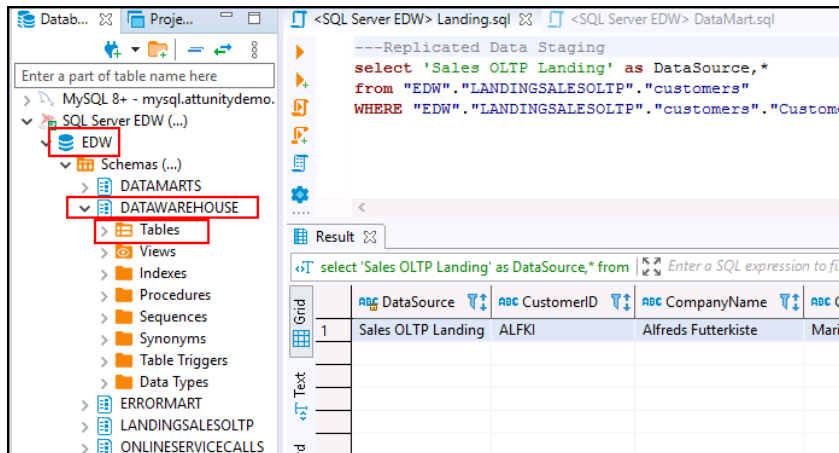 Datab...
Proje...
Enter a part of table name here
MySQL 8+ - mysql.attunitydemo.
SQL Server EDW (...)
EDW
Schemas (...)
DATAMARTS
DATAWAREHOUSE
Tables
Views
Indexes
Procedures
Sequences
Synonyms
Table Triggers
Data Types
ERRORMART
LANDINGSALESOLTP
ONLINESERVICECALLS
<SQL Server EDW> Landing.sql
<SQL Server EDW> DataMart.sql
---Replicated Data Staging
select 'Sales OLTP Landing' as DataSource,*
from "EDW"."LANDINGSALESOLTP"."customers"
WHERE "EDW"."LANDINGSALESOLTP"."customers"."Custome
Result
select 'Sales OLTP Landing' as DataSource,* from
Enter a SQL expression to fi
Grid
Text
ABC DataSource ABC CustomerID ABC CompanyName ABC
1 Sales OLTP Landing ALFKI Alfreds Futterkiste Mari